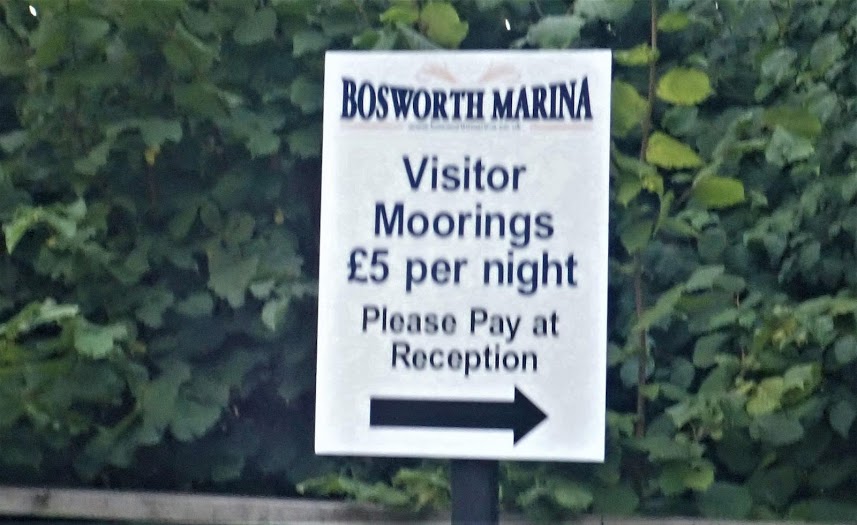 BOSWORTH MARINA
Visitor
Moorings
£5 per night
Please Pay at
Reception